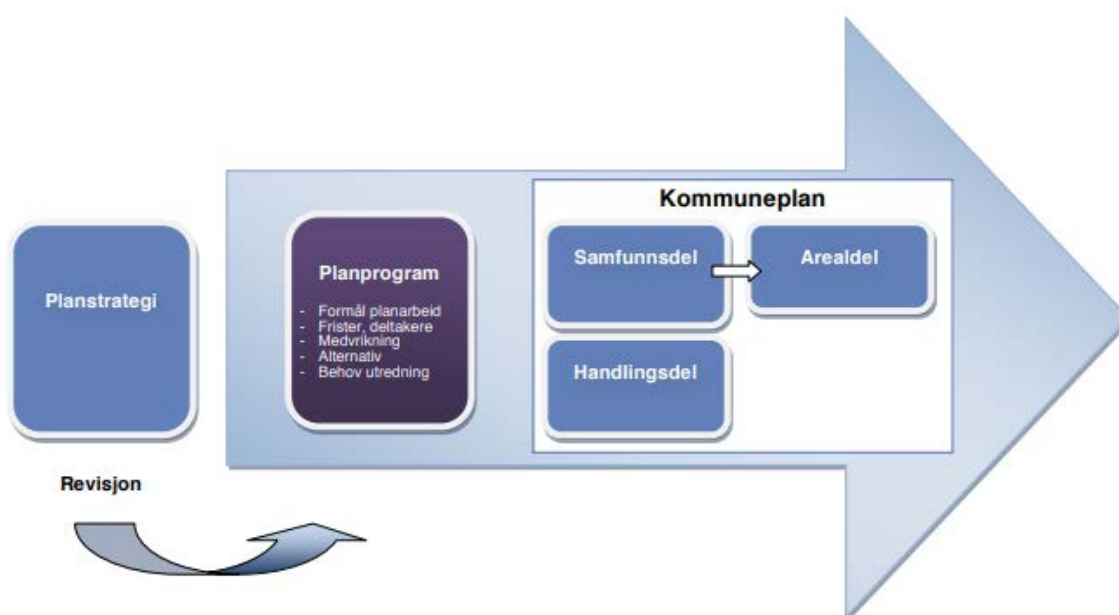 Kommuneplan
Planstrategi
Planprogram
- Formål planarbeid
- Frister, deltakere
- Medvrikning
- Alternativ
- Behov utredning
Samfunnsdel
Arealdel
Handlingsdel
Revisjon